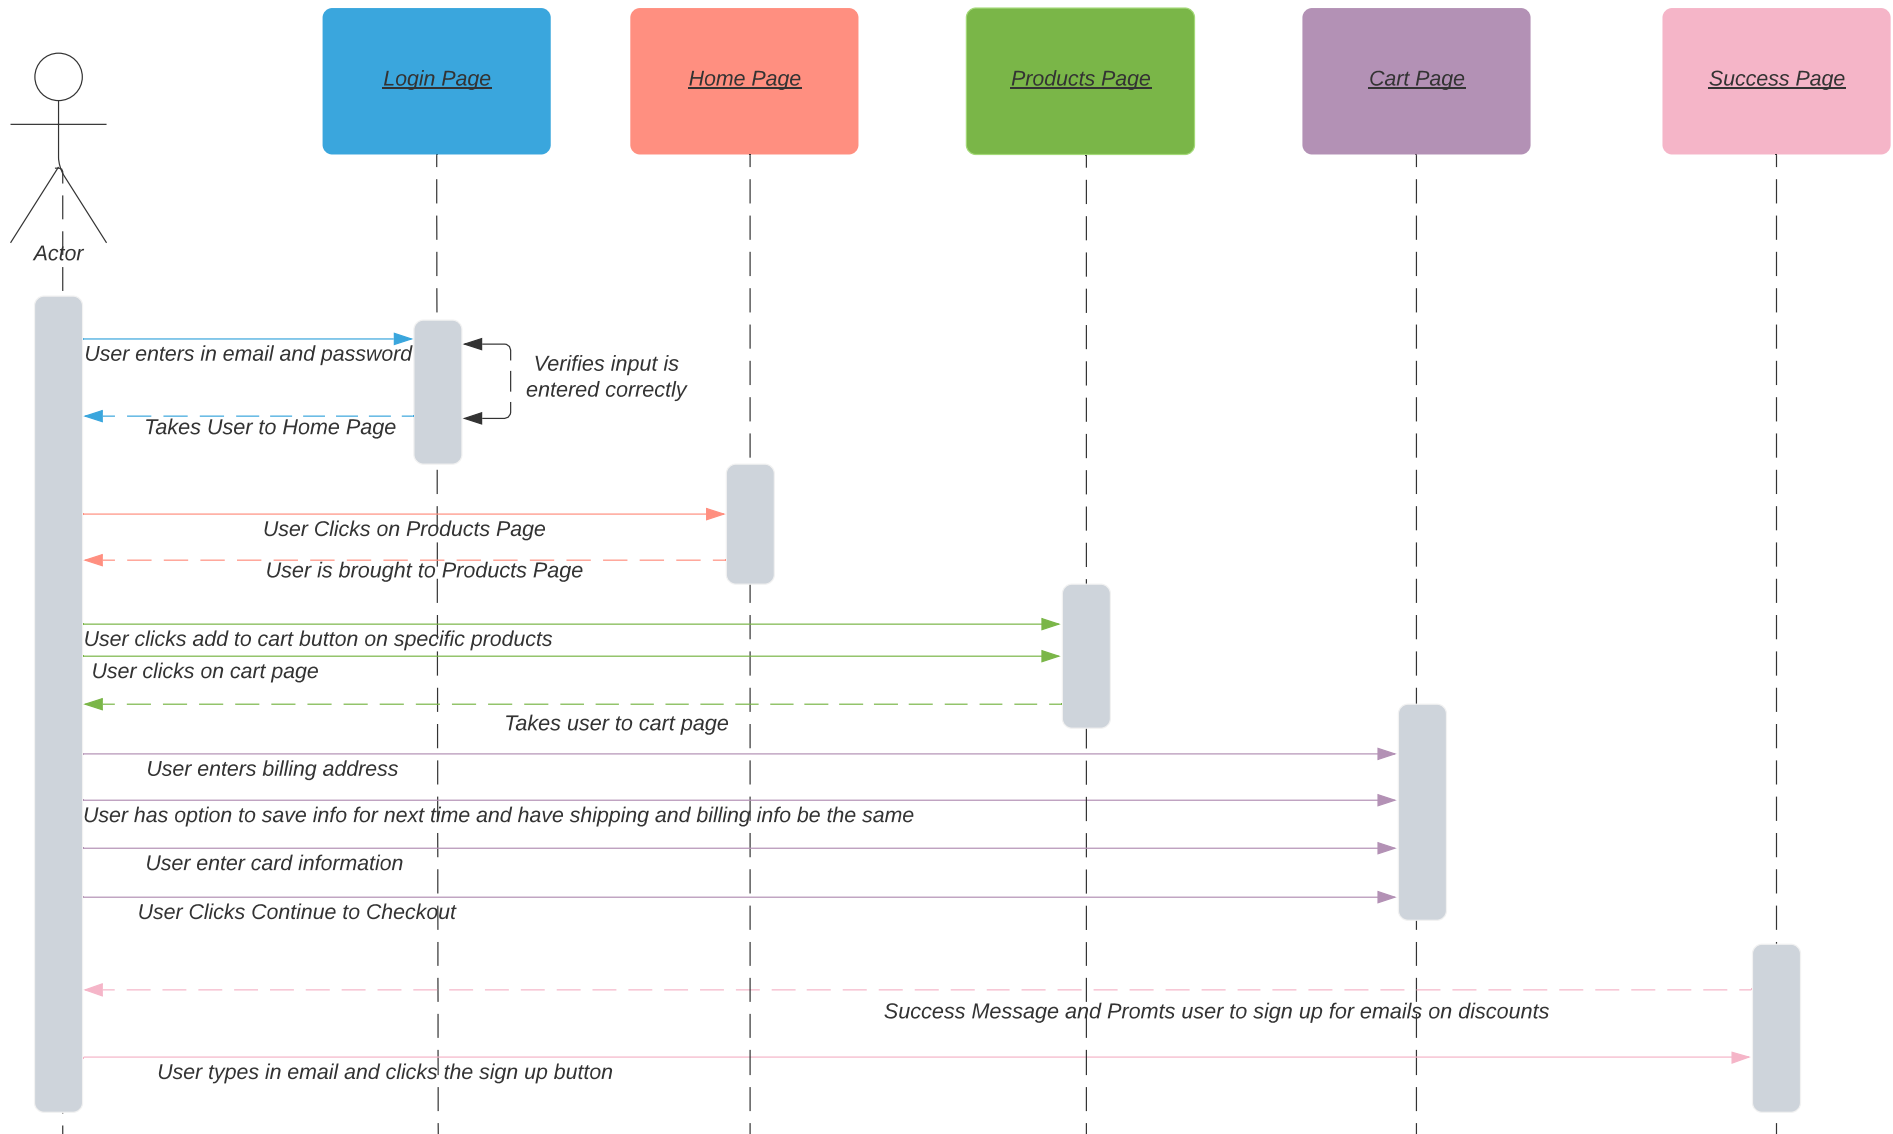 Login Page
Home Page
Products Page
Cart Page
Success Page
Actor
User enters in email and password
Verifies input is
entered correctly
Takes User to Home Page
User Clicks on Products Page
User is brought to Products Page
User clicks add to cart button on specific products
User clicks on cart page
Takes user to cart page
User enters billing address
User has option to save info for next time and have shipping and billing info be the same
User enter card information
User Clicks Continue to Checkout
Success Message and Promts user to sign up for emails on discounts
User types in email and clicks the sign up button